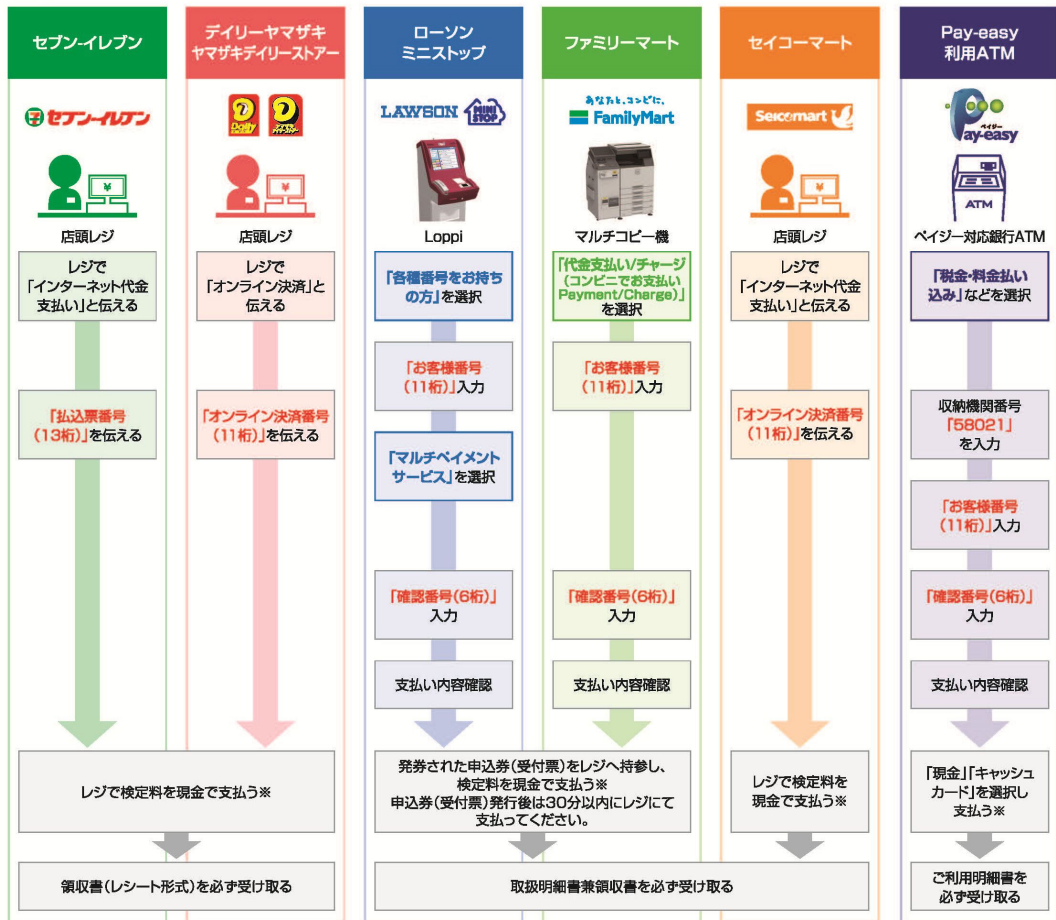 セブン-イレブン
デイリーヤマザキ
ヤマザキデイリーストアー
ローソン
ミニストップ
ファミリーマート
セイコーマート
Pay-easy
利用ATM
セブン-イレブン
Daily
LAWSON
MINI
STOP
あなたと、コンビに、
FamilyMart
Seicomart
ペイジー
Pay-easy
¥
¥
¥
ATM
店頭レジ
店頭レジ
Loppi
マルチコピー機
店頭レジ
ペイジー対応銀行ATM
レジで
「インターネット代金
支払い」と伝える
「払込票番号
(13桁)」を伝える
レジで
「オンライン決済」と
伝える
「オンライン決済番号
(11桁)」を伝える
「各種番号をお持ち
の方」を選択
「お客様番号
(11桁)」入力
「マルチペイメント
サービス」を選択
「確認番号(6桁)」
入力
支払い内容確認
「代金支払い/チャージ
(コンビニでお支払い
Payment/Charge)」
を選択
「お客様番号
(11桁)」入力
「確認番号(6桁)」
入力
支払い内容確認
レジで
「インターネット代金
支払い」と伝える
「オンライン決済番号
(11桁)」を伝える
「税金・料金払い
込み」などを選択
収納機関番号
「58021」
を入力
「お客様番号
(11桁)」入力
「確認番号(6桁)」
入力
支払い内容確認
レジで検定料を現金で支払う※
発券された申込券(受付票)をレジへ持参し、
検定料を現金で支払う※
申込券(受付票)発行後は30分以内にレジにて
支払ってください。
レジで検定料を
現金で支払う※
「現金」「キャッシュ
カード」を選択し
支払う※
領収書(レシート形式)を必ず受け取る
取扱明細書兼領収書を必ず受け取る
ご利用明細書を
必ず受け取る